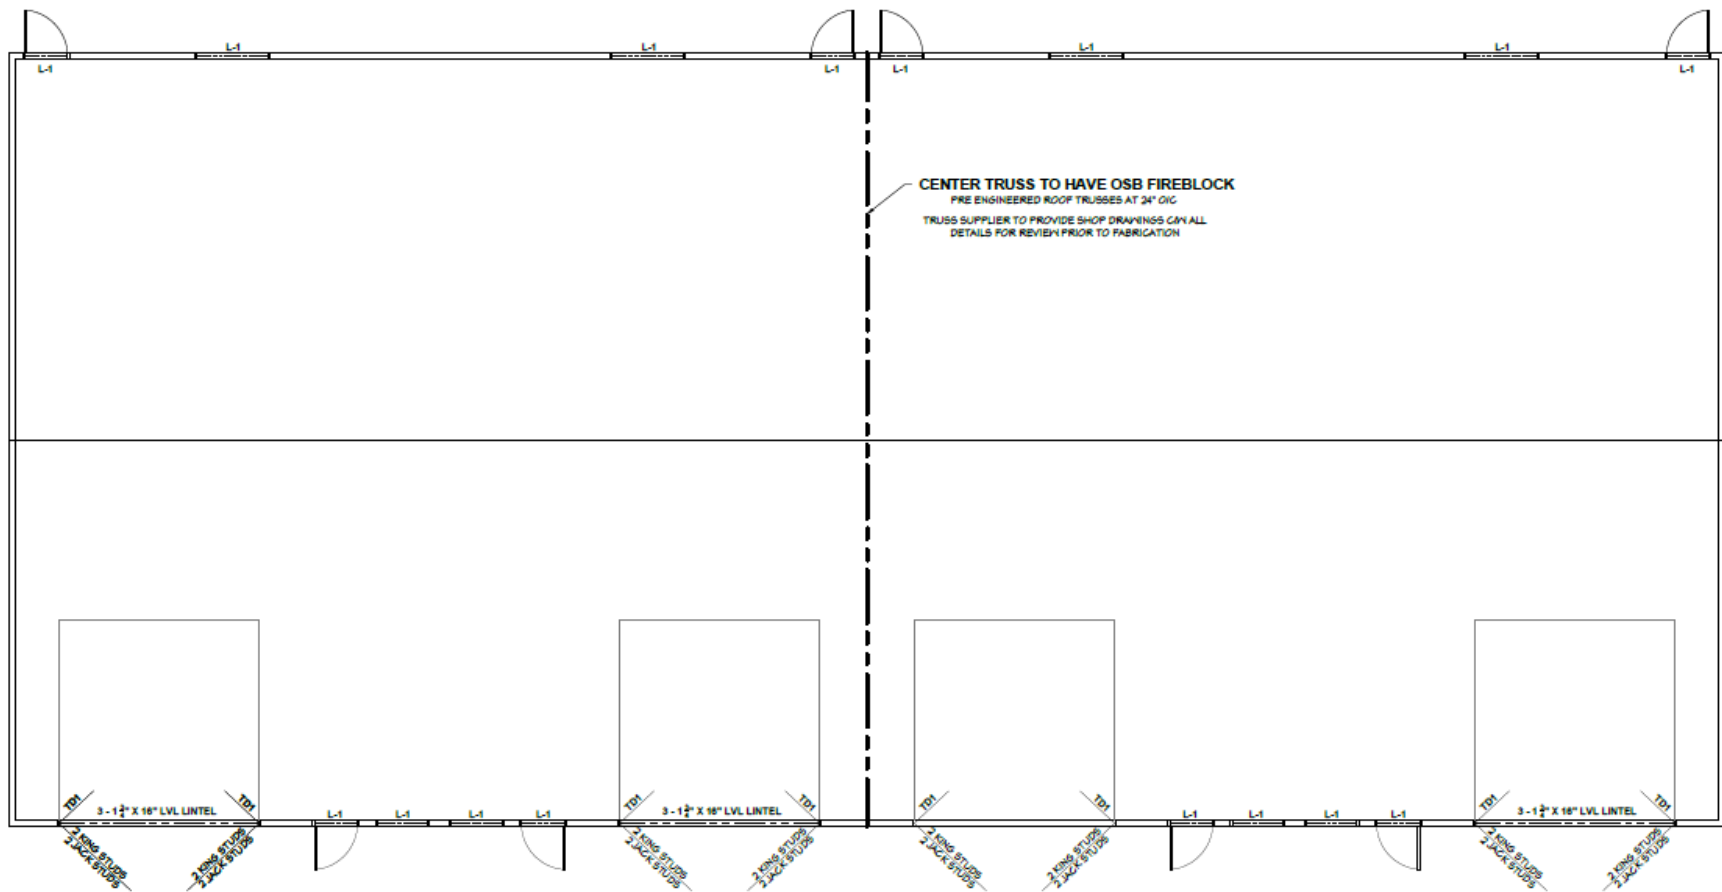 L-1
L-1
L-1
L-1
L-1
L-1
L-1
L-1
CENTER TRUSS TO HAVE OSB FIREBLOCK
PRE ENGINEERED ROOF TRUSSES AT 24" O/C
TRUSS SUPPLIER TO PROVIDE SHOP DRAWINGS C/W ALL
DETAILS FOR REVIEW PRIOR TO FABRICATION
TD1
3 - 1 3/4" X 16" LVL LINTEL
TD1
L-1
L-1
L-1
L-1
TD1
3 - 1 3/4" X 16" LVL LINTEL
TD1
TD1
TD1
L-1
L-1
L-1
L-1
TD1
3 - 1 3/4" X 16" LVL LINTEL
TD1
2 KING STUDS
2 JACK STUDS
2 KING STUDS
2 JACK STUDS
2 KING STUDS
2 JACK STUDS
2 KING STUDS
2 JACK STUDS
2 KING STUDS
2 JACK STUDS
2 KING STUDS
2 JACK STUDS
2 KING STUDS
2 JACK STUDS
2 KING STUDS
2 JACK STUDS